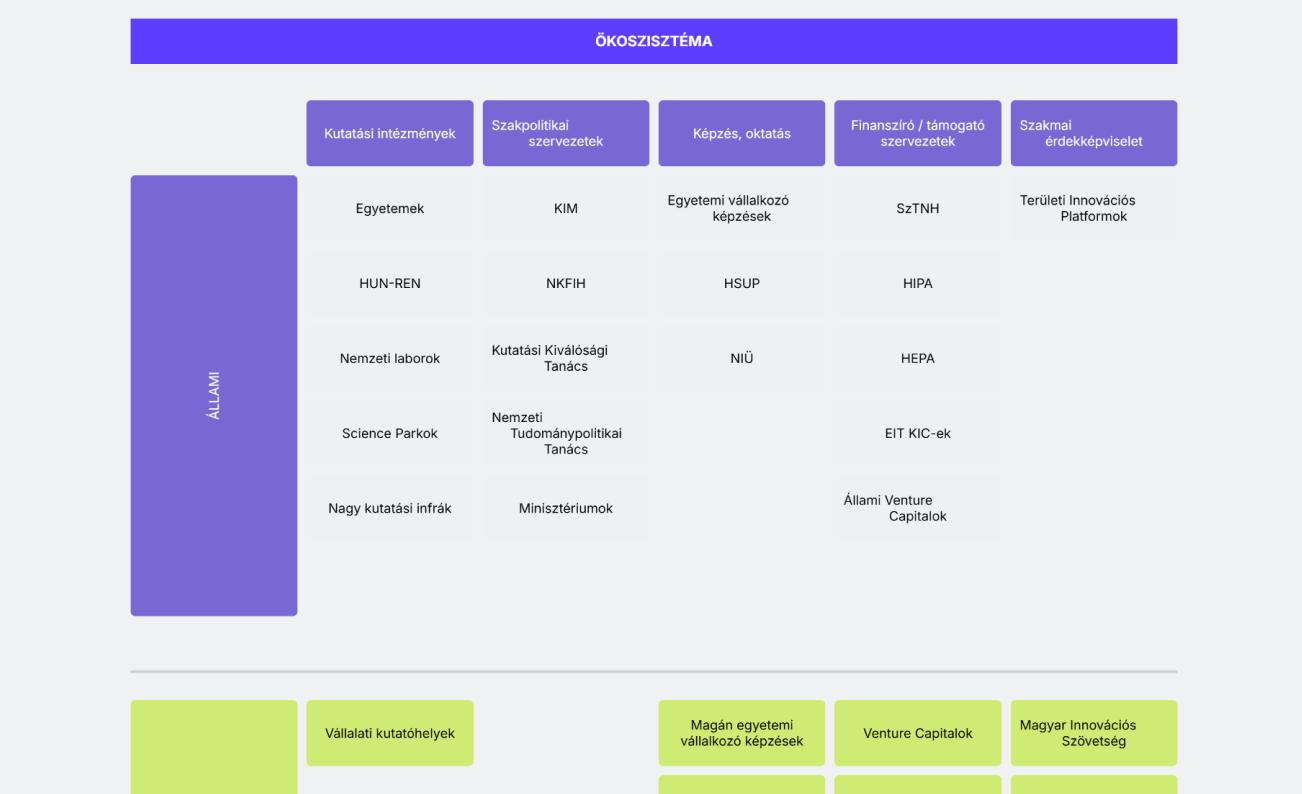 ÖKOSZISZTÉMA
Kutatási intézmények
Szakpolitikai
szervezetek
Képzés, oktatás
Finanszíró / támogató
szervezetek
Szakmai
érdekképviselet
ÁLLAMI
Egyetemek
KIM
Egyetemi vállalkozó
képzések
SzTNH
Területi Innovációs
Platformok
HUN-REN
NKFIH
HSUP
HIPA
Nemzeti laborok
Kutatási Kiválósági
Tanács
NIÜ
HEPA
Science Parkok
Nemzeti
Tudománypolitikai
Tanács
EIT KIC-ek
Nagy kutatási infrák
Minisztériumok
Állami Venture
Capitalok
Vállalati kutatóhelyek
Magán egyetemi
vállalkozó képzések
Venture Capitalok
Magyar Innovációs
Szövetség